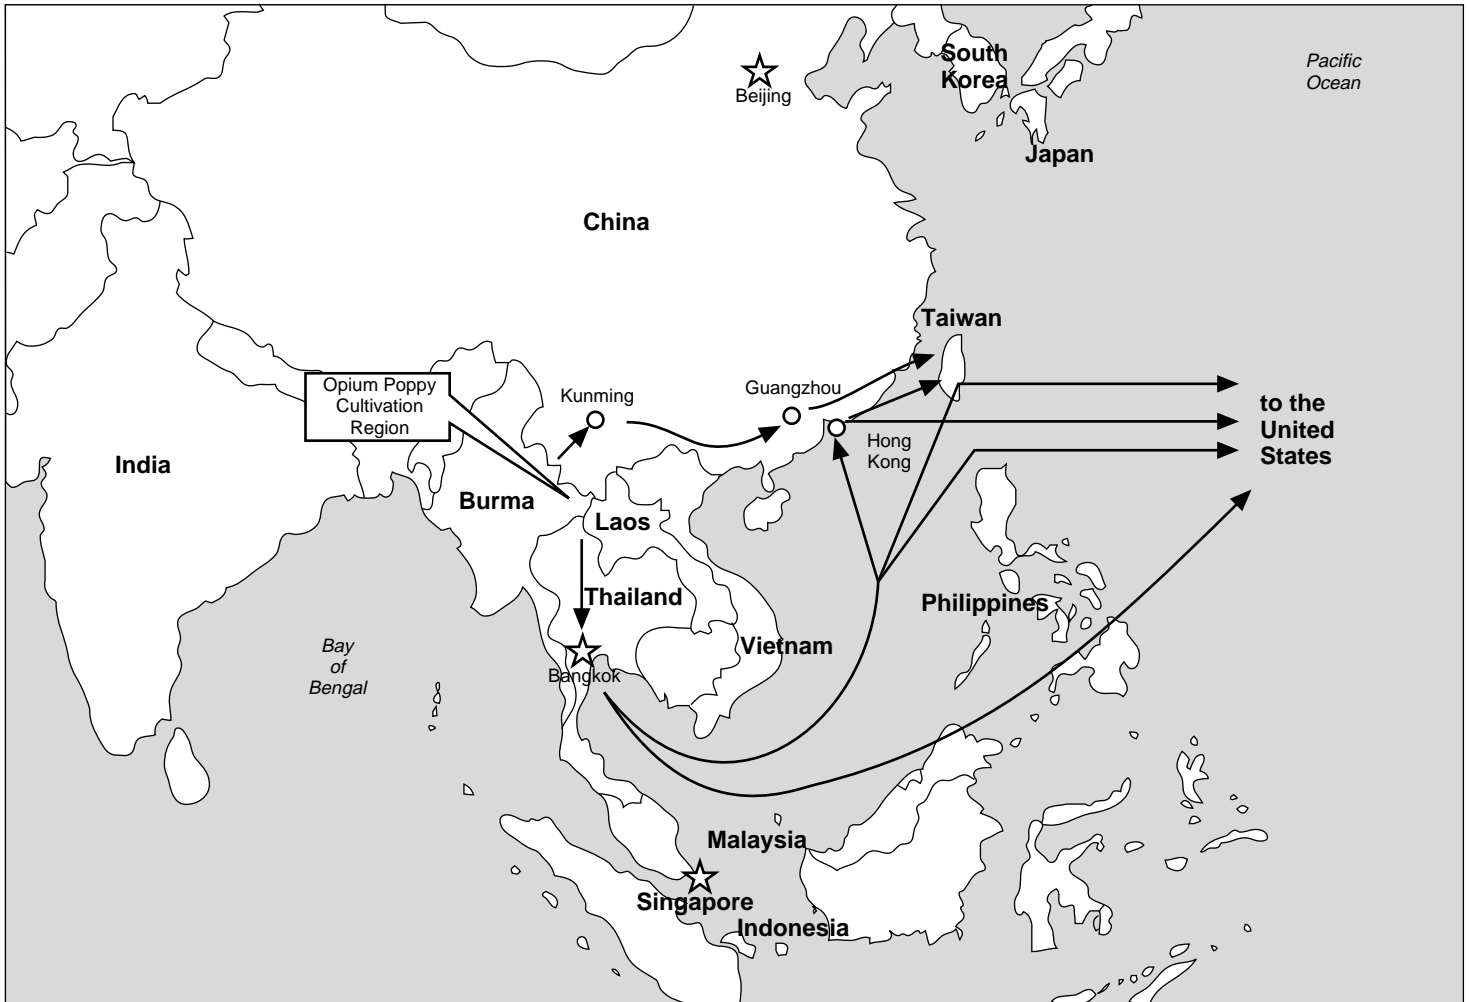 South
Korea
Pacific
Ocean
Beijing
Japan
China
Taiwan
Opium Poppy
Cultivation
Region
Kunming
Guangzhou
to the
United
States
Hong
Kong
India
Burma
Laos
Thailand
Philippines
Vietnam
Bay
of
Bengal
Bangkok
Malaysia
Singapore
Indonesia